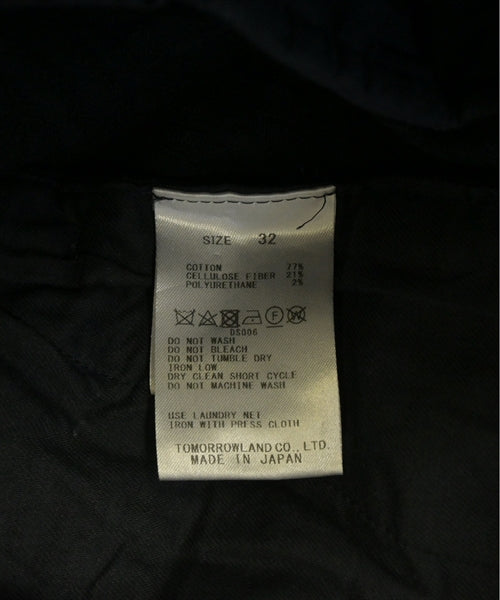 SIZE 32
COTTON 77%
CELLULOSE FIBER 21%
POLYURETHANE 2%
DS006
DO NOT WASH
DO NOT BLEACH
DO NOT TUMBLE DRY
IRON LOW
DRY CLEAN SHORT CYCLE
DO NOT MACHINE WASH
USE LAUNDRY NET
IRON WITH PRESS CLOTH
TOMORROWLAND CO., LTD.
MADE IN JAPAN